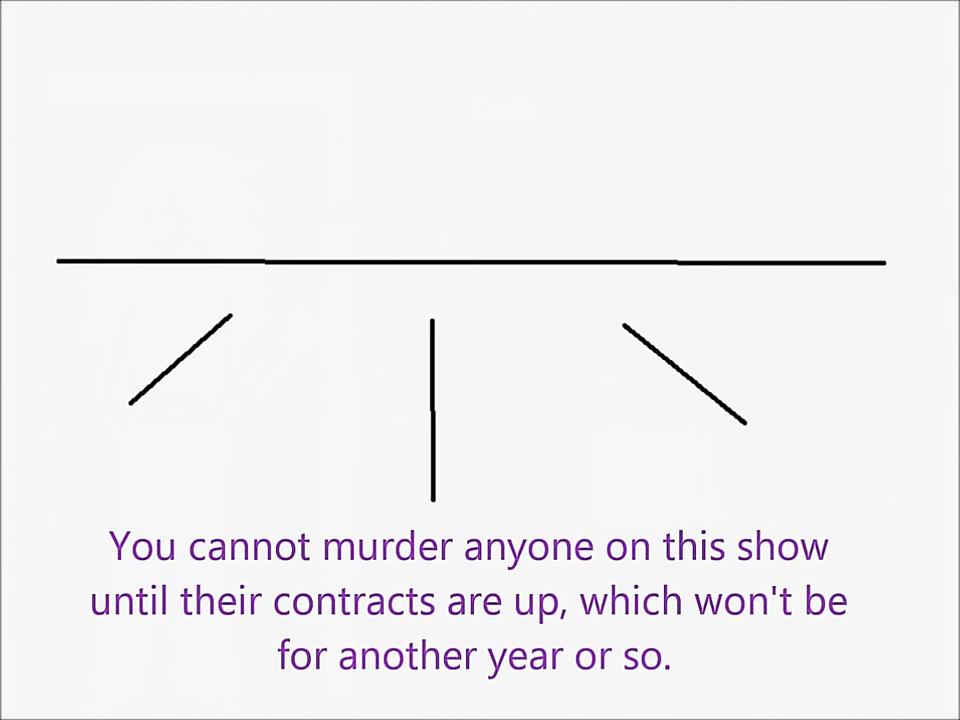 You cannot murder anyone on this show
until their contracts are up, which won't be
for another year or so.